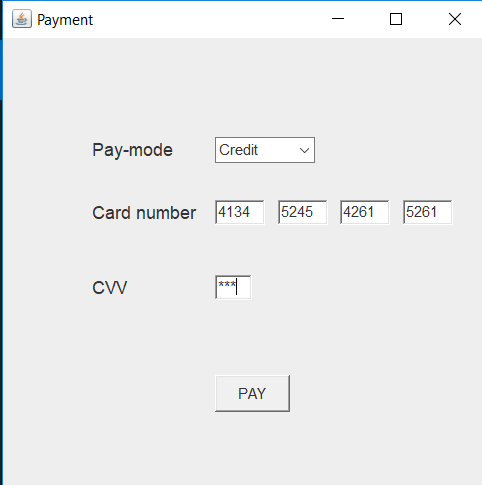 Payment
Pay-mode Credit
Card number 4134 5245 4261 5261
CVV ***
PAY